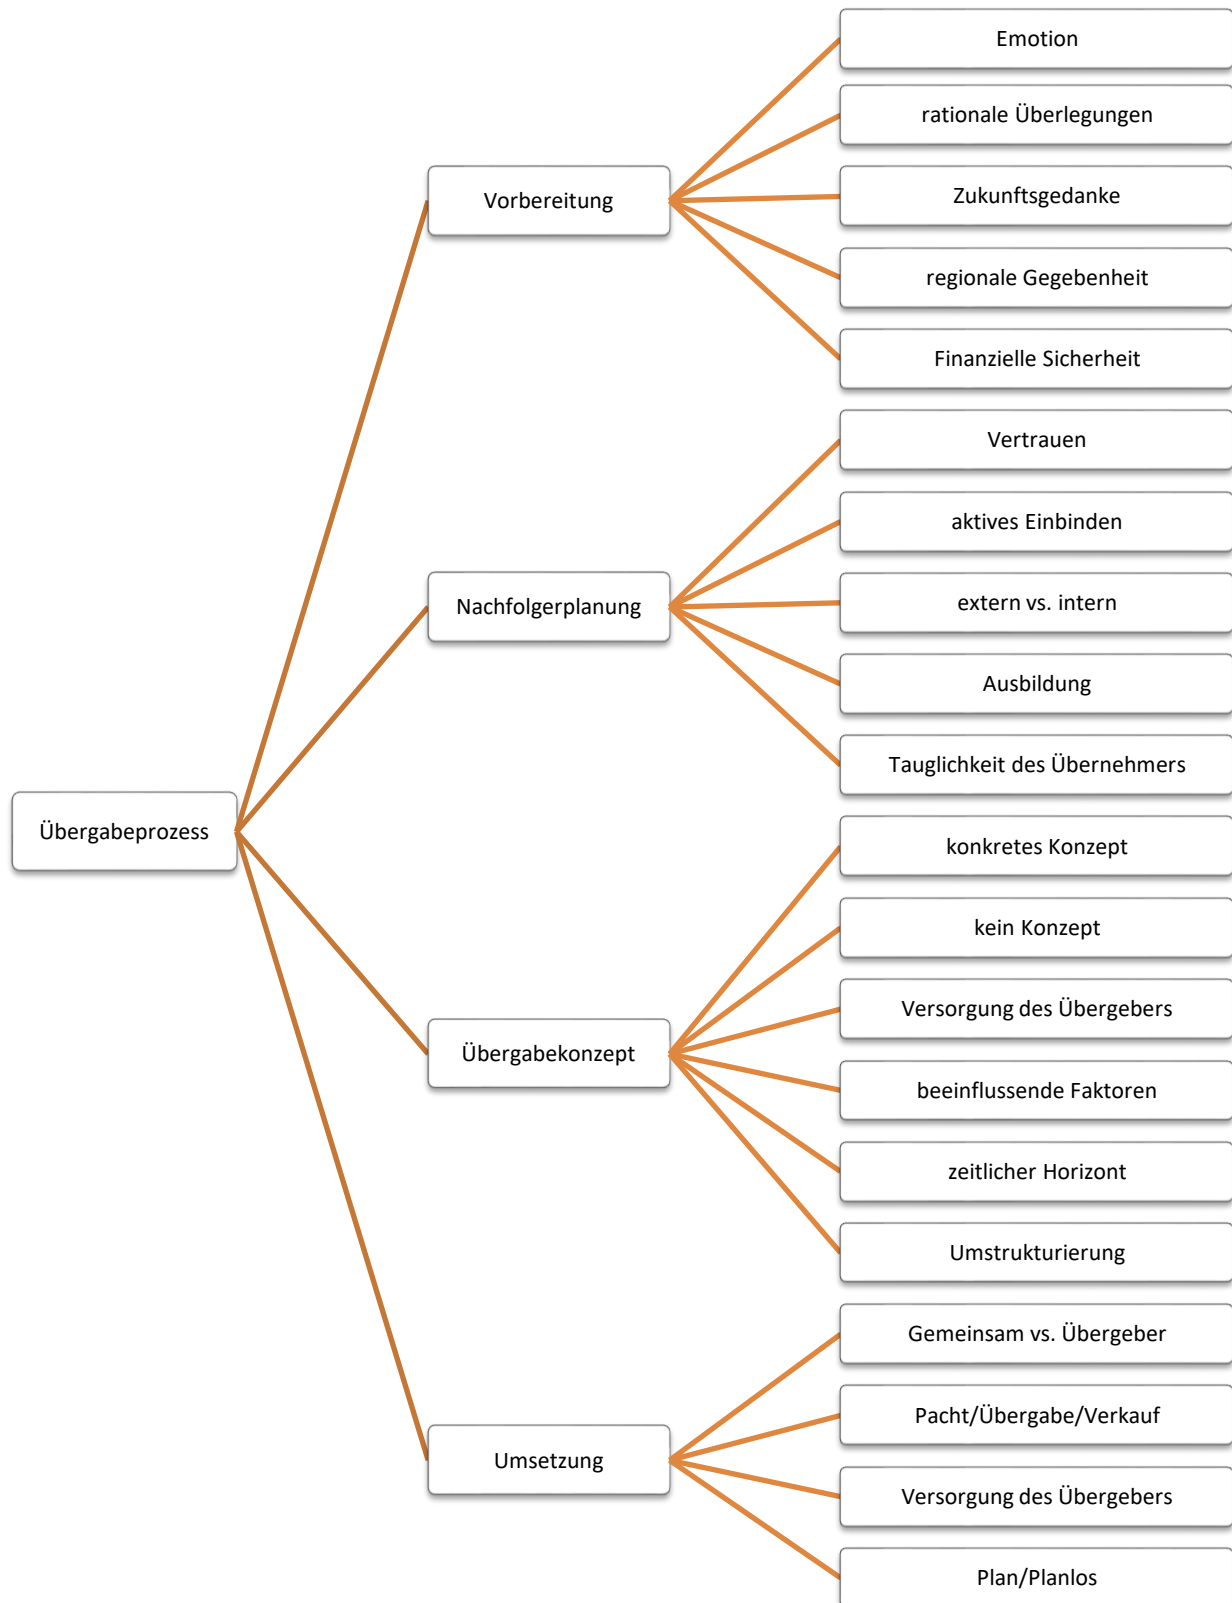 Übergabeprozess
Vorbereitung
Emotion
rationale Überlegungen
Zukunftsgedanke
regionale Gegebenheit
Finanzielle Sicherheit
Nachfolgerplanung
Vertrauen
aktives Einbinden
extern vs. intern
Ausbildung
Tauglichkeit des Übernehmers
Übergabekonzept
konkretes Konzept
kein Konzept
Versorgung des Übergebers
beeinflussende Faktoren
zeitlicher Horizont
Umstrukturierung
Umsetzung
Gemeinsam vs. Übergeber
Pacht/Übergabe/Verkauf
Versorgung des Übergebers
Plan/Planlos